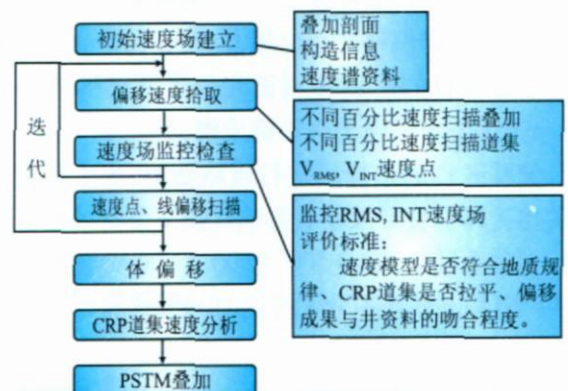 初始速度场建立
叠加剖面
构造信息
速度谱资料
偏移速度拾取
不同百分比速度扫描叠加
不同百分比速度扫描道集
VRMS, VINT速度点
迭
代
速度场监控检查
速度点、线偏移扫描
监控RMS, INT速度场
评价标准：
速度模型是否符合地质规
律、CRP道集是否拉平、偏移
成果与井资料的吻合程度。
体偏移
CRP道集速度分析
PSTM叠加